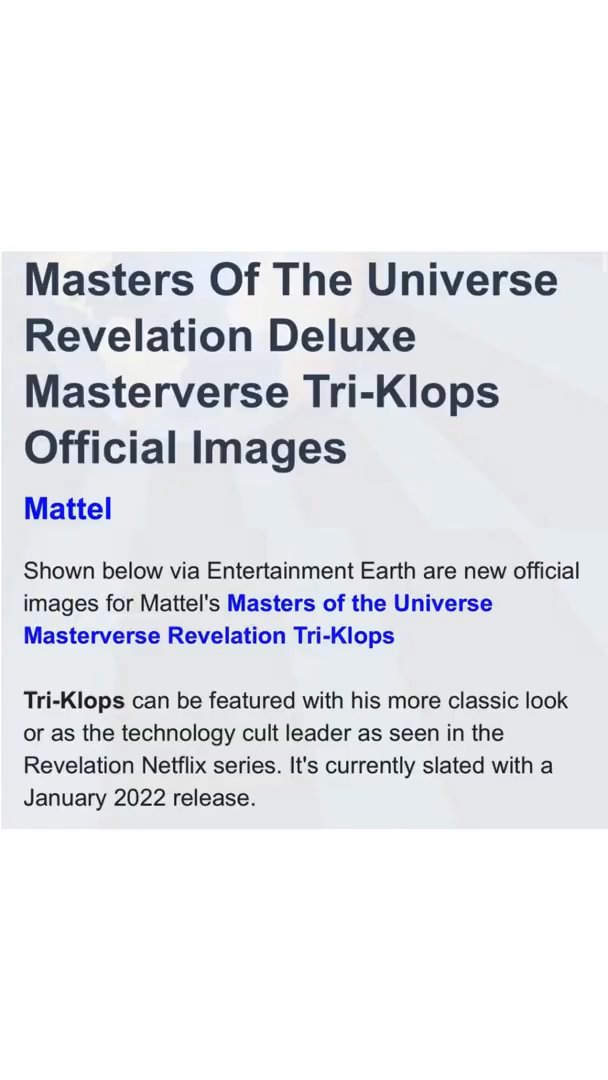 Masters Of The Universe
Revelation Deluxe
Masterverse Tri-Klops
Official Images
Mattel
Shown below via Entertainment Earth are new official
images for Mattel's Masters of the Universe
Masterverse Revelation Tri-Klops
Tri-Klops can be featured with his more classic look
or as the technology cult leader as seen in the
Revelation Netflix series. It's currently slated with a
January 2022 release.